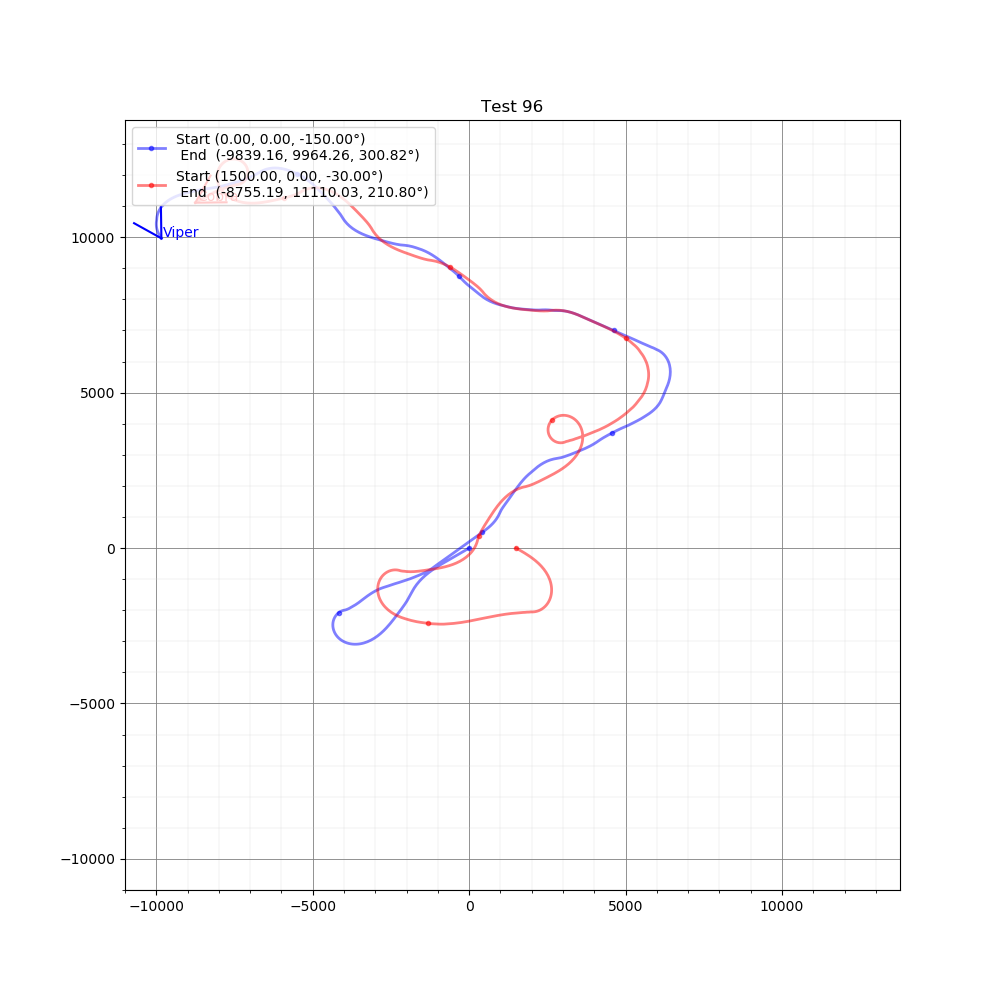 Test 96
Start (0.00, 0.00, -150.00°)
End (-9839.16, 9964.26, 300.82°)
Start (1500.00, 0.00, -30.00°)
End (-8755.19, 11110.03, 210.80°)
Viper
10000
5000
0
−5000
−10000
−10000
−5000
0
5000
10000